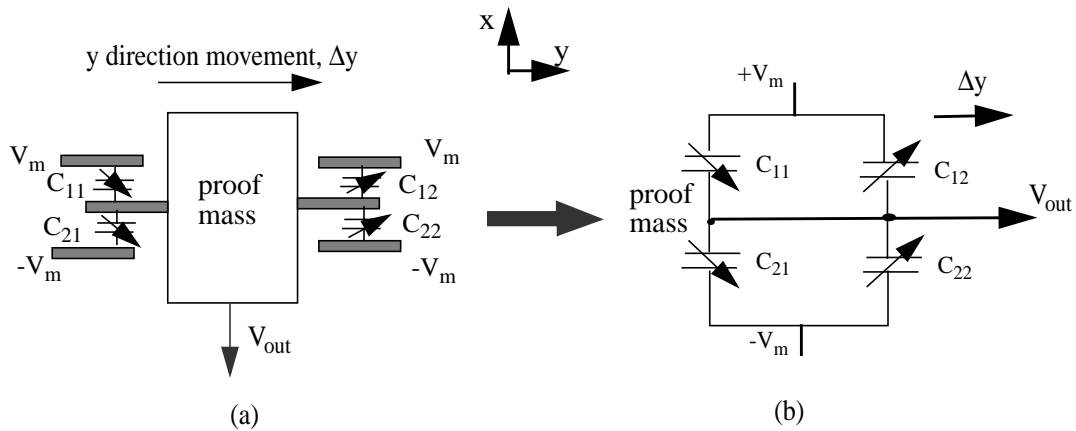 x
y
y direction movement, Δy
V_m
C_11
C_21
-V_m
proof
mass
V_m
C_12
C_22
-V_m
V_out
(a)
+V_m
Δy
C_11
C_12
proof
mass
V_out
C_21
C_22
-V_m
(b)